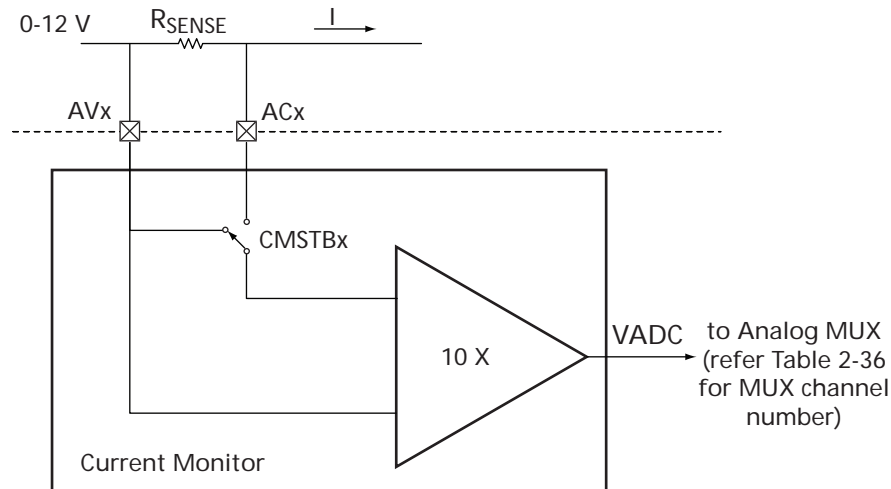 0-12 V
RSENSE
I
AVx
ACx
CMSTBx
10 X
VADC
to Analog MUX
(refer Table 2-36
for MUX channel
number)
Current Monitor